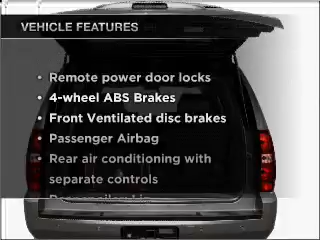 VEHICLE FEATURES
• Remote power door locks
• 4-wheel ABS Brakes
• Front Ventilated disc brakes
• Passenger Airbag
• Rear air conditioning with
separate controls